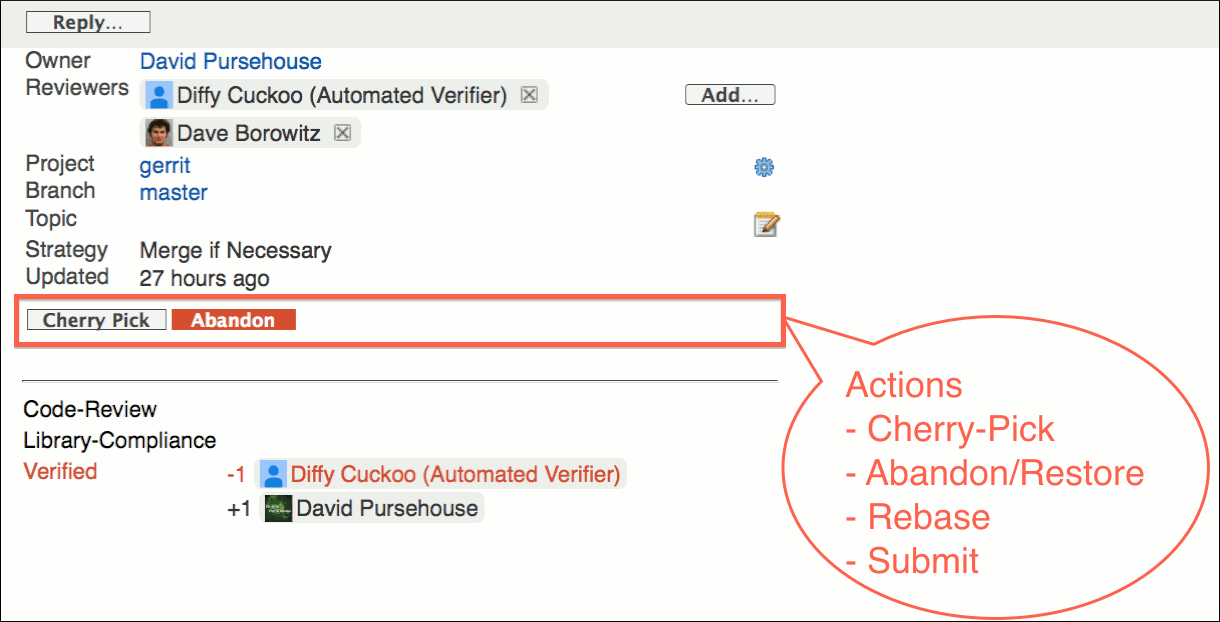 Reply...
Owner David Pursehouse
Reviewers Diffy Cuckoo (Automated Verifier) Add...
Dave Borowitz
Project gerrit
Branch master
Topic
Strategy Merge if Necessary
Updated 27 hours ago
Cherry Pick Abandon
Actions
- Cherry-Pick
- Abandon/Restore
- Rebase
- Submit
Code-Review
Library-Compliance
Verified -1 Diffy Cuckoo (Automated Verifier)
+1 David Pursehouse